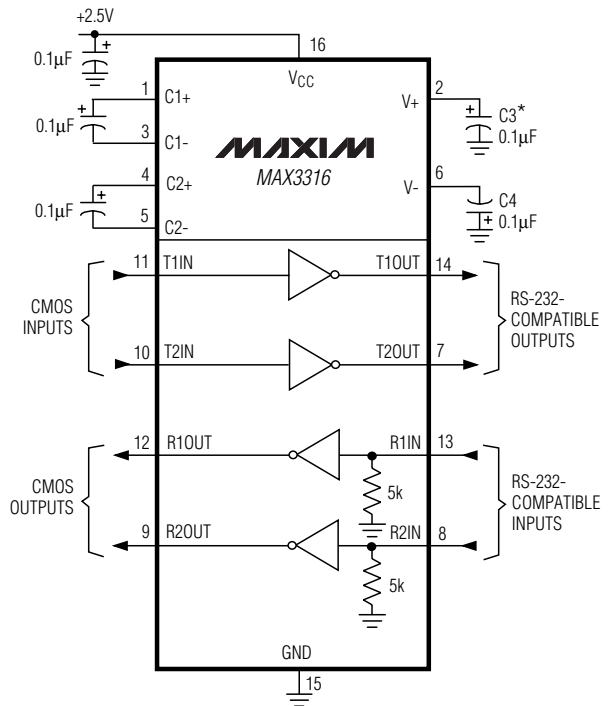 +2.5V
0.1µF
16
VCC
1 C1+
0.1µF
3 C1-
4 C2+
0.1µF
5 C2-
V+ 2
C3*
0.1µF
V- 6
C4
0.1µF
MAXIM
MAX3316
CMOS
INPUTS
11 T1IN
T1OUT 14
10 T2IN
T2OUT 7
RS-232-
COMPATIBLE
OUTPUTS
CMOS
OUTPUTS
12 R1OUT
R1IN 13
5k
9 R2OUT
R2IN 8
5k
RS-232-
COMPATIBLE
INPUTS
GND
15